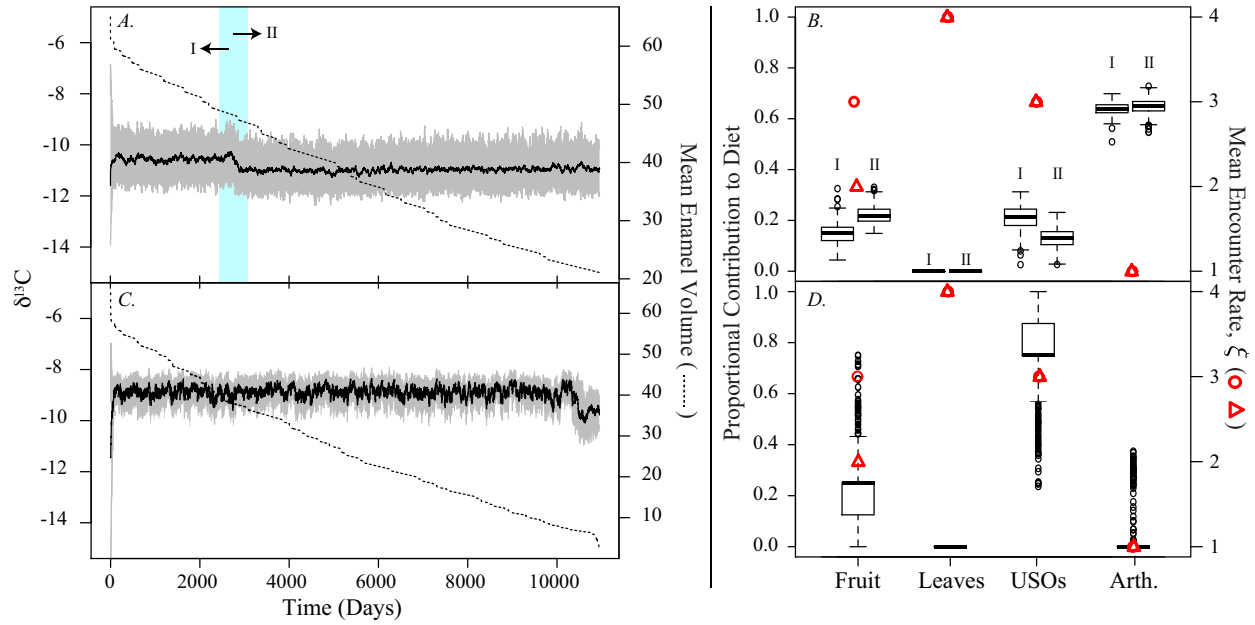 A.
I
II
-6
-8
-10
-12
-14
60
50
40
30
20
C.
-6
-8
-10
-12
-14
60
50
40
30
20
10
δ¹³C
Mean Enamel Volume (......)
0
2000
4000
6000
8000
10000
Time (Days)
B.
1.0
0.8
0.6
0.4
0.2
0.0
I
II
I
II
I
II
I
II
4
3
2
1
D.
1.0
0.8
0.6
0.4
0.2
0.0
4
3
2
1
Proportional Contribution to Diet
Mean Encounter Rate, ξ (○ △)
Fruit
Leaves
USOs
Arth.